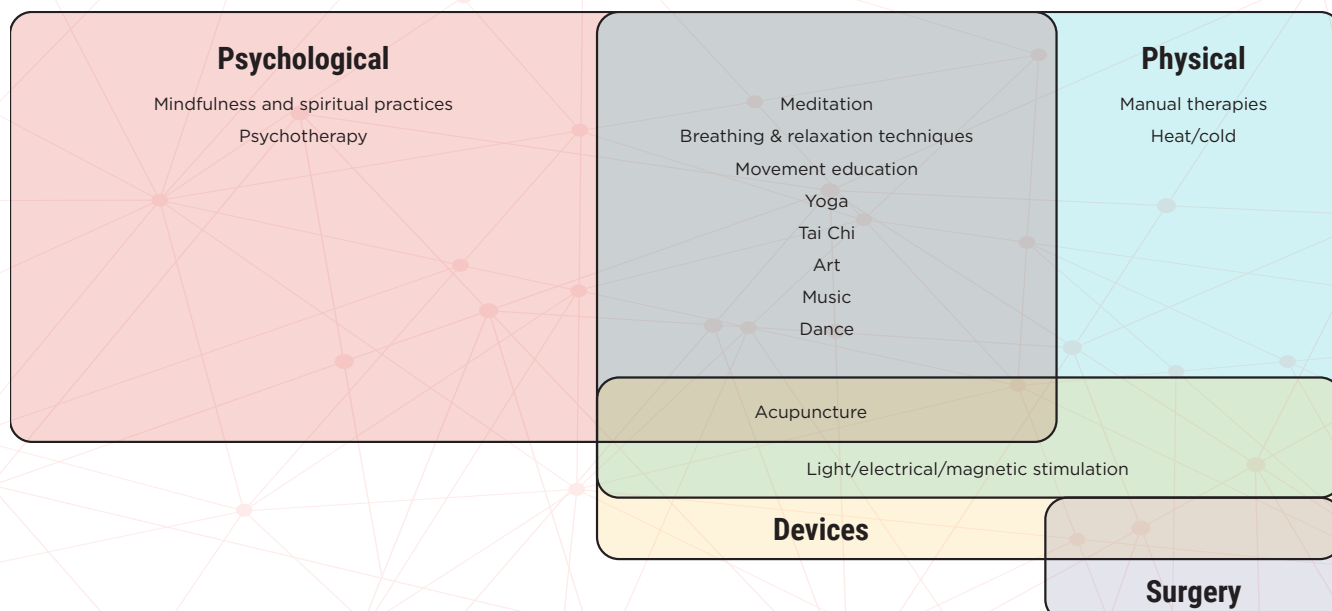 Psychological
Mindfulness and spiritual practices
Psychotherapy
Meditation
Breathing & relaxation techniques
Movement education
Yoga
Tai Chi
Art
Music
Dance
Physical
Manual therapies
Heat/cold
Acupuncture
Light/electrical/magnetic stimulation
Devices
Surgery